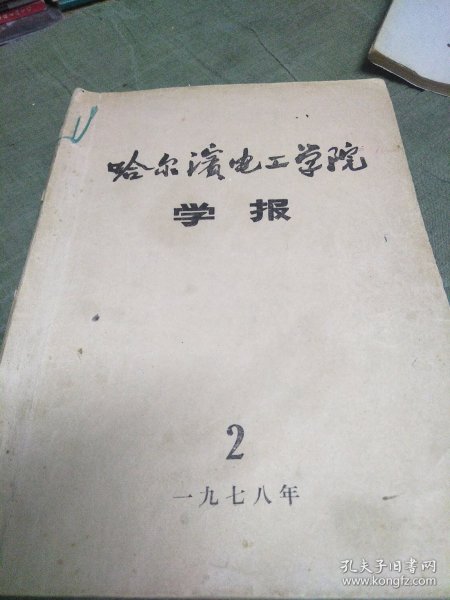 哈尔滨电工学院
学报
2
一九七八年
孔夫子旧书网
www.kongfz.com